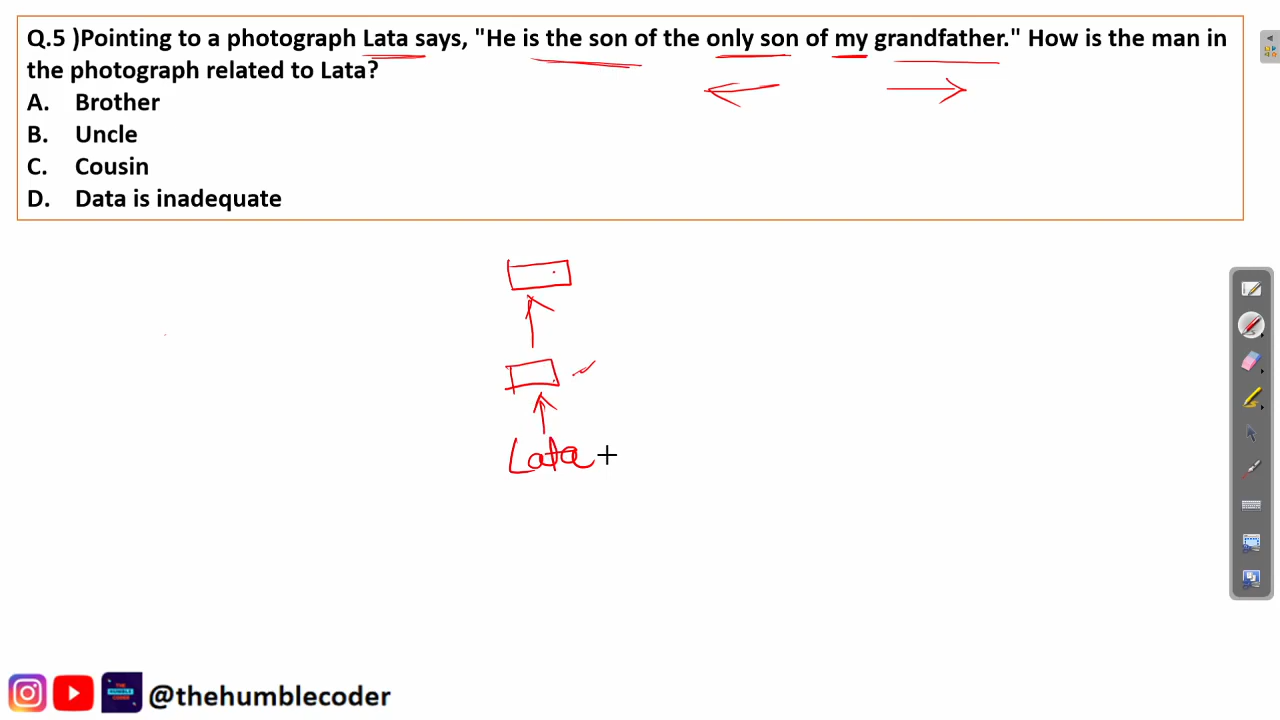 Q.5 )Pointing to a photograph Lata says, "He is the son of the only son of my grandfather." How is the man in
the photograph related to Lata?
A. Brother
B. Uncle
C. Cousin
D. Data is inadequate
Lata
@thehumblecoder